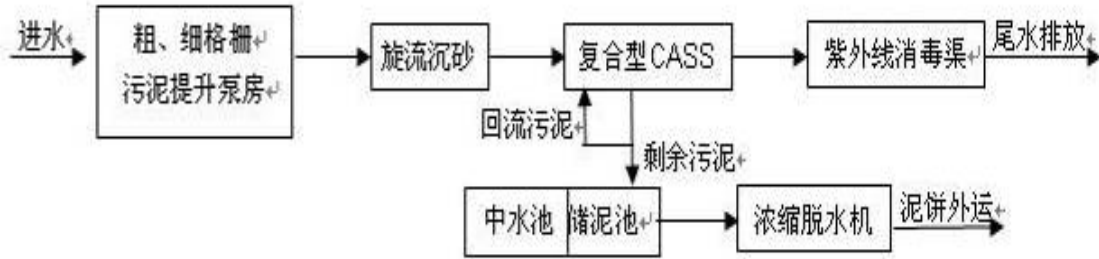 进水↵
粗、细格栅↵
污泥提升泵房↵
旋流沉砂
复合型CASS
紫外线消毒渠
尾水排放
回流污泥↵
剩余污泥↵
中水池
储泥池↵
浓缩脱水机
泥饼外运↵